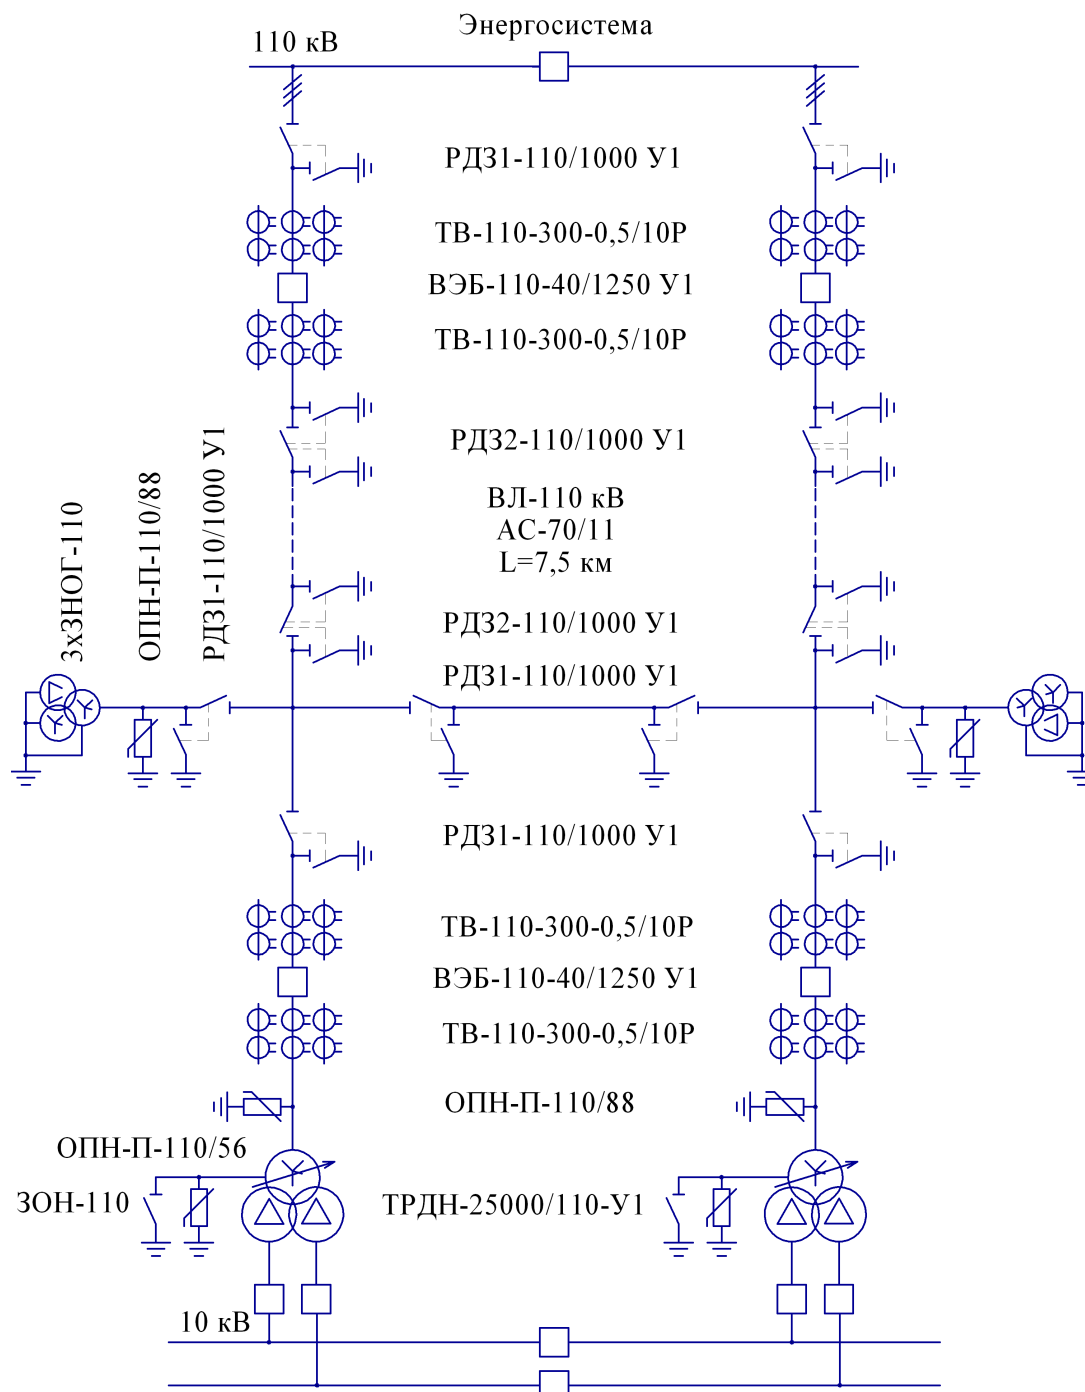 Энергосистема
110 кВ
РДЗ1-110/1000 У1
ТВ-110-300-0,5/10Р
ВЭБ-110-40/1250 У1
ТВ-110-300-0,5/10Р
РДЗ2-110/1000 У1
ВЛ-110 кВ
АС-70/11
L=7,5 км
3хЗНОГ-110
ОПН-П-110/88
РДЗ1-110/1000 У1
РДЗ2-110/1000 У1
РДЗ1-110/1000 У1
РДЗ1-110/1000 У1
ТВ-110-300-0,5/10Р
ВЭБ-110-40/1250 У1
ТВ-110-300-0,5/10Р
ОПН-П-110/88
ОПН-П-110/56
ЗОН-110
ТРДН-25000/110-У1
10 кВ